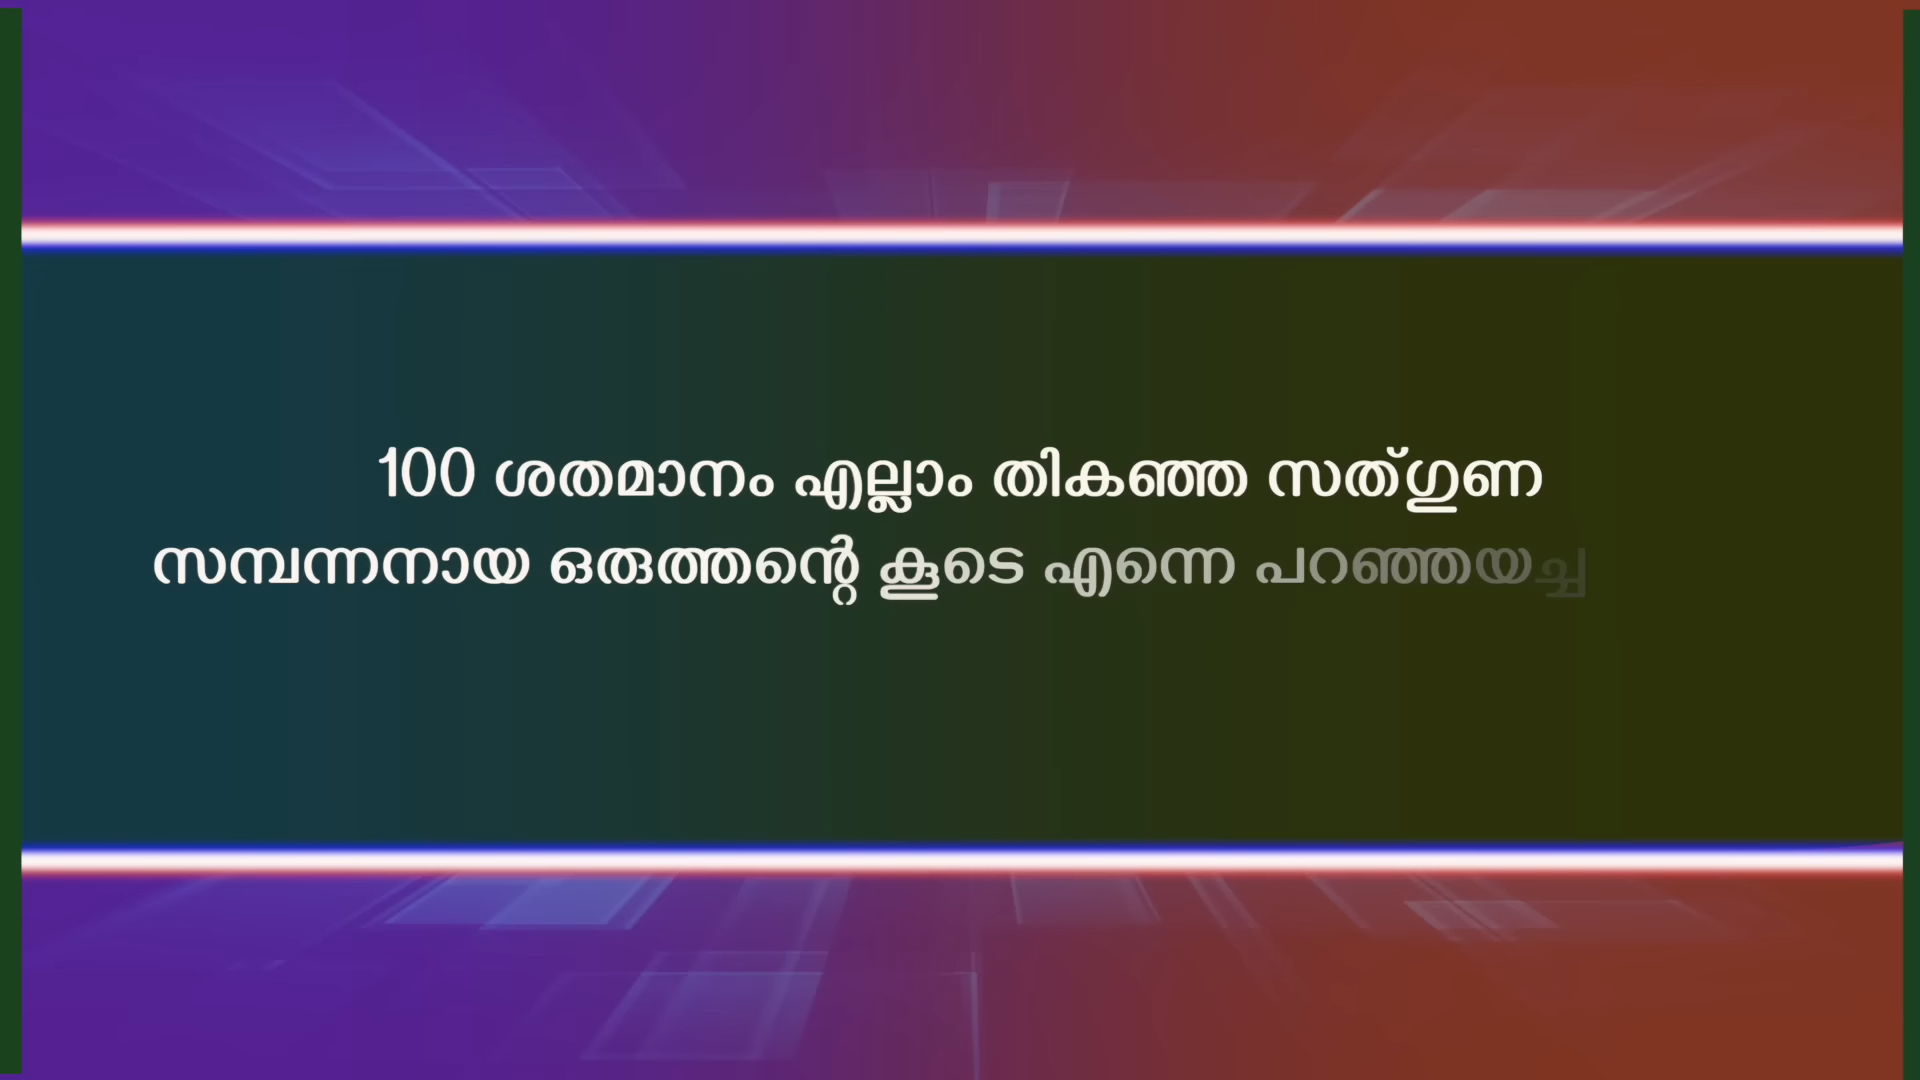 100 ശതമാനം എല്ലാം തികഞ്ഞ സത്ഗുണ
സമ്പന്നനായ ഒരുത്തന്റെ കൂടെ എന്നെ പറഞ്ഞയച്ച